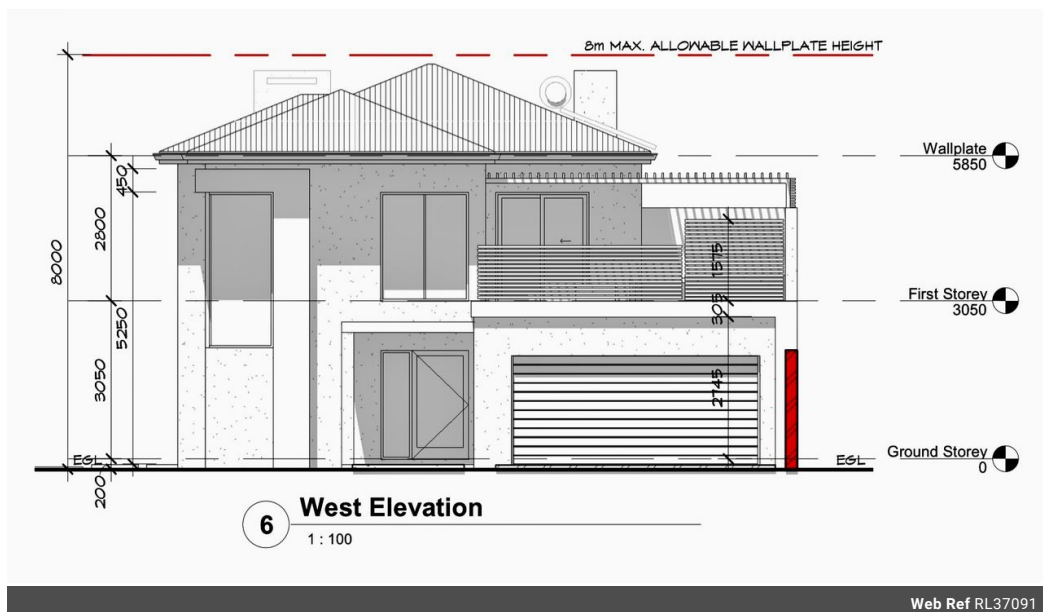 8m MAX. ALLOWABLE WALLPLATE HEIGHT
Wallplate
5850
450
2800
8000
1575
First Storey
3050
305
5250
3050
2745
EGL
EGL
Ground Storey
0
200
6
West Elevation
1 : 100
Web Ref RL37091